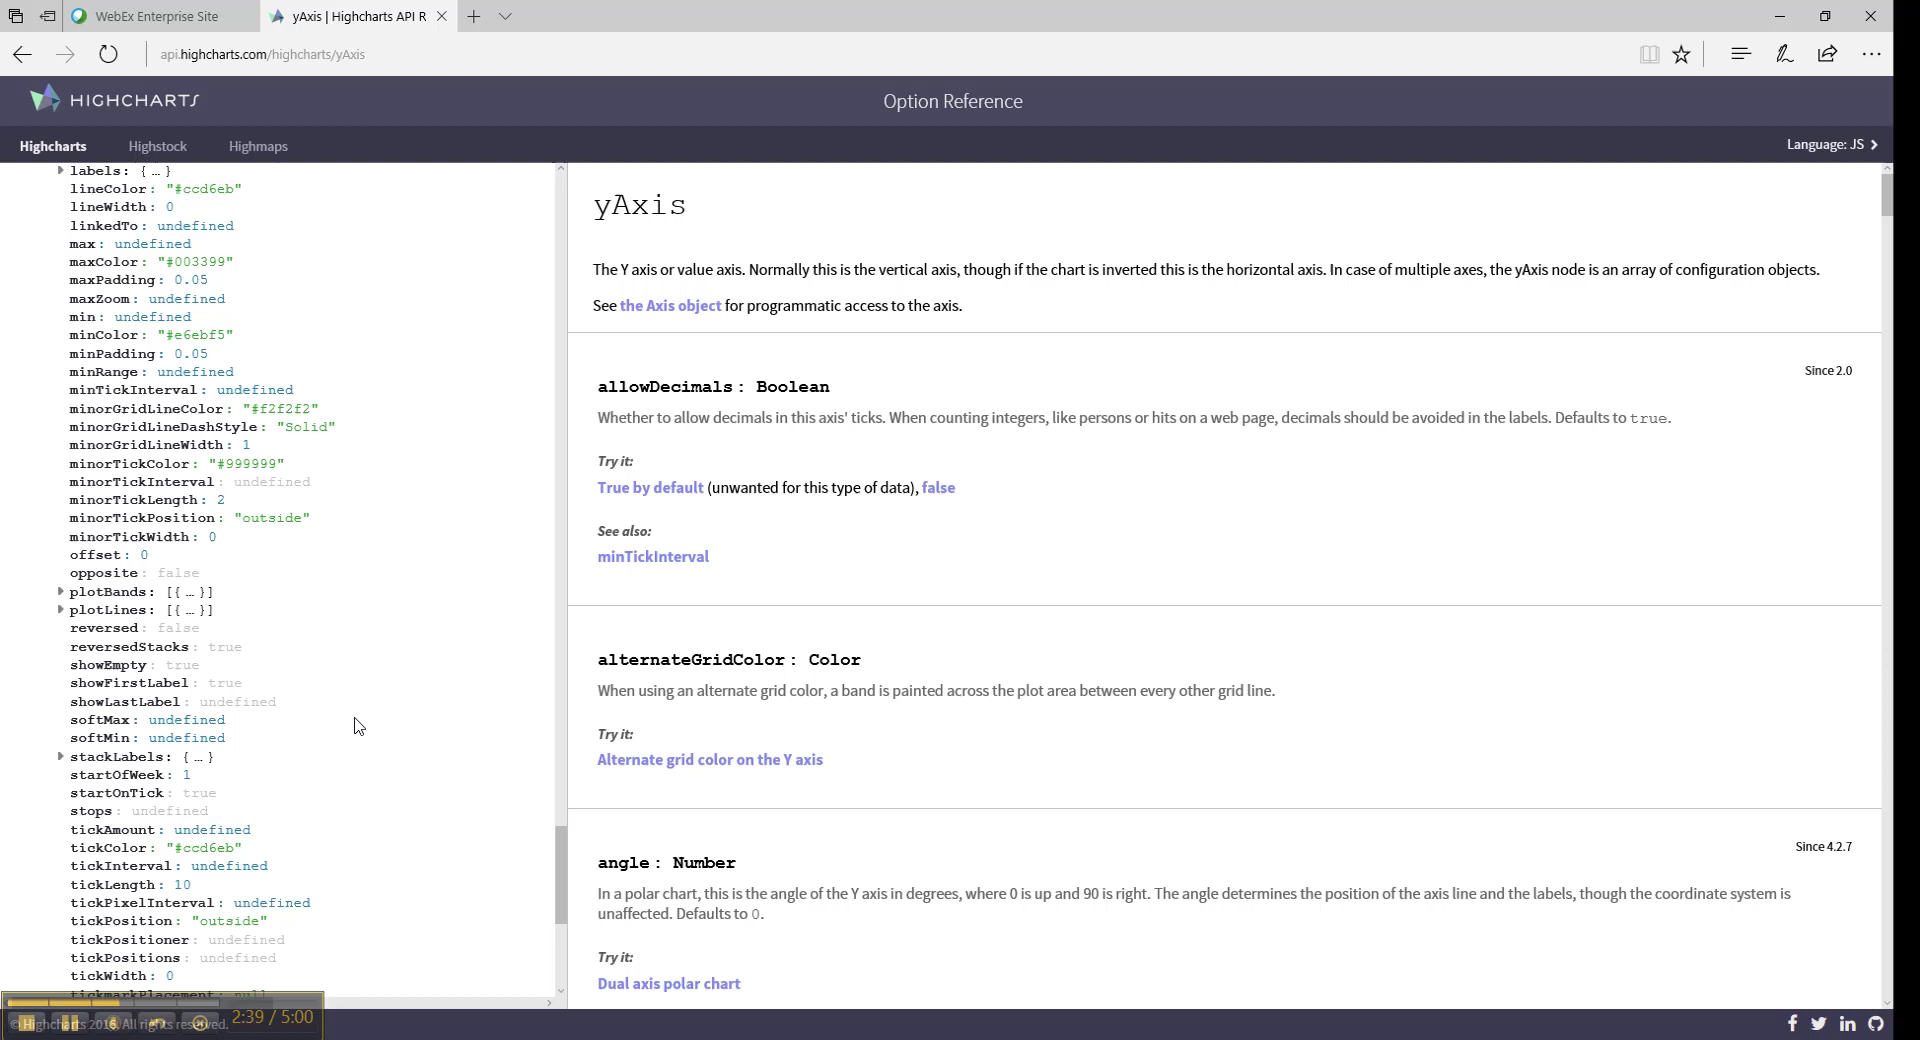 WebEx Enterprise Site
yAxis | Highcharts API R
api.highcharts.com/highcharts/yAxis
HIGHCHARTS
Option Reference
Highcharts Highstock Highmaps
Language: JS
labels: { … }
lineColor: "#ccd6eb"
lineWidth: 0
linkedTo: undefined
max: undefined
maxColor: "#003399"
maxPadding: 0.05
maxZoom: undefined
min: undefined
minColor: "#e6ebf5"
minPadding: 0.05
minRange: undefined
minTickInterval: undefined
minorGridLineColor: "#f2f2f2"
minorGridLineDashStyle: "Solid"
minorGridLineWidth: 1
minorTickColor: "#999999"
minorTickInterval: undefined
minorTickLength: 2
minorTickPosition: "outside"
minorTickWidth: 0
offset: 0
opposite: false
plotBands: [{ … }]
plotLines: [{ … }]
reversed: false
reversedStacks: true
showEmpty: true
showFirstLabel: true
showLastLabel: undefined
softMax: undefined
softMin: undefined
stackLabels: { … }
startOfWeek: 1
startOnTick: true
stops: undefined
tickAmount: undefined
tickColor: "#ccd6eb"
tickInterval: undefined
tickLength: 10
tickPixelInterval: undefined
tickPosition: "outside"
tickPositioner: undefined
tickPositions: undefined
tickWidth: 0
tickmarkPlacement: null
yAxis
The Y axis or value axis. Normally this is the vertical axis, though if the chart is inverted this is the horizontal axis. In case of multiple axes, the yAxis node is an array of configuration objects.
See the Axis object for programmatic access to the axis.
Since 2.0
allowDecimals: Boolean
Whether to allow decimals in this axis' ticks. When counting integers, like persons or hits on a web page, decimals should be avoided in the labels. Defaults to true.
Try it:
True by default (unwanted for this type of data), false
See also:
minTickInterval
alternateGridColor: Color
When using an alternate grid color, a band is painted across the plot area between every other grid line.
Try it:
Alternate grid color on the Y axis
Since 4.2.7
angle: Number
In a polar chart, this is the angle of the Y axis in degrees, where 0 is up and 90 is right. The angle determines the position of the axis line and the labels, though the coordinate system is
unaffected. Defaults to 0.
Try it:
Dual axis polar chart
© Highcharts 2016. All rights reserved.
2:39 / 5:00